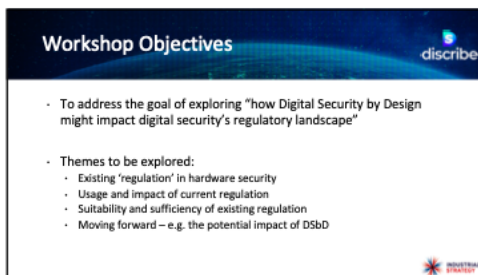 Workshop Objectives
discribe
· To address the goal of exploring “how Digital Security by Design
might impact digital security’s regulatory landscape”
· Themes to be explored:
· Existing ‘regulation’ in hardware security
· Usage and impact of current regulation
· Suitability and sufficiency of existing regulation
· Moving forward – e.g. the potential impact of DSbD
INDUSTRIAL
STRATEGY